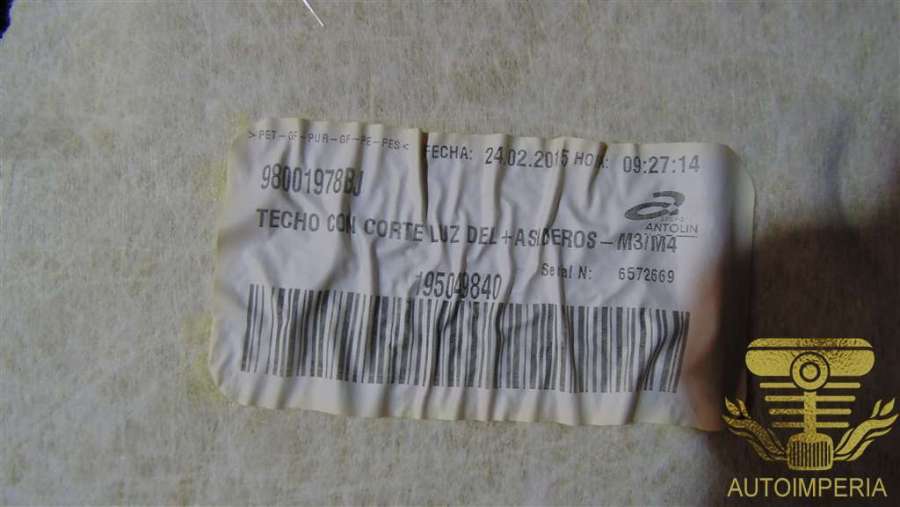 >PET-GF-PUR-GF-PE-PES< FECHA: 24.02.2015 HORA: 09:27:14
98001978BJ
GRUPO
ANTOLIN
TECHO CON CORTE LUZ DEL+ASIDEROS-M3/M4
Serial N: 6572669
195049840
AUTOIMPERIA